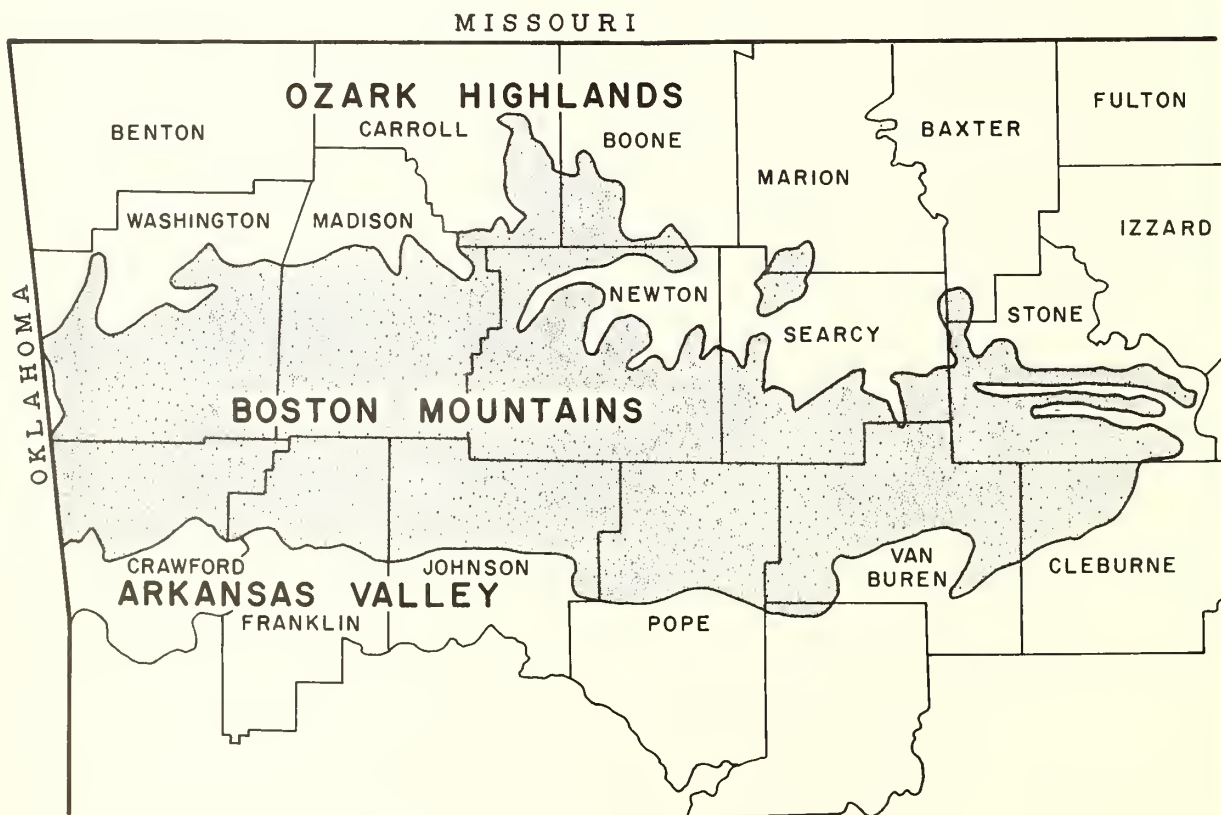 MISSOURI
OZARK HIGHLANDS
FULTON
BENTON
CARROLL
BOONE
BAXTER
MARION
WASHINGTON
MADISON
IZZARD
OKLAHOMA
NEWTON
SEARCY
STONE
BOSTON MOUNTAINS
CRAWFORD
JOHNSON
VAN
BUREN
CLEBURNE
ARKANSAS VALLEY
FRANKLIN
POPE